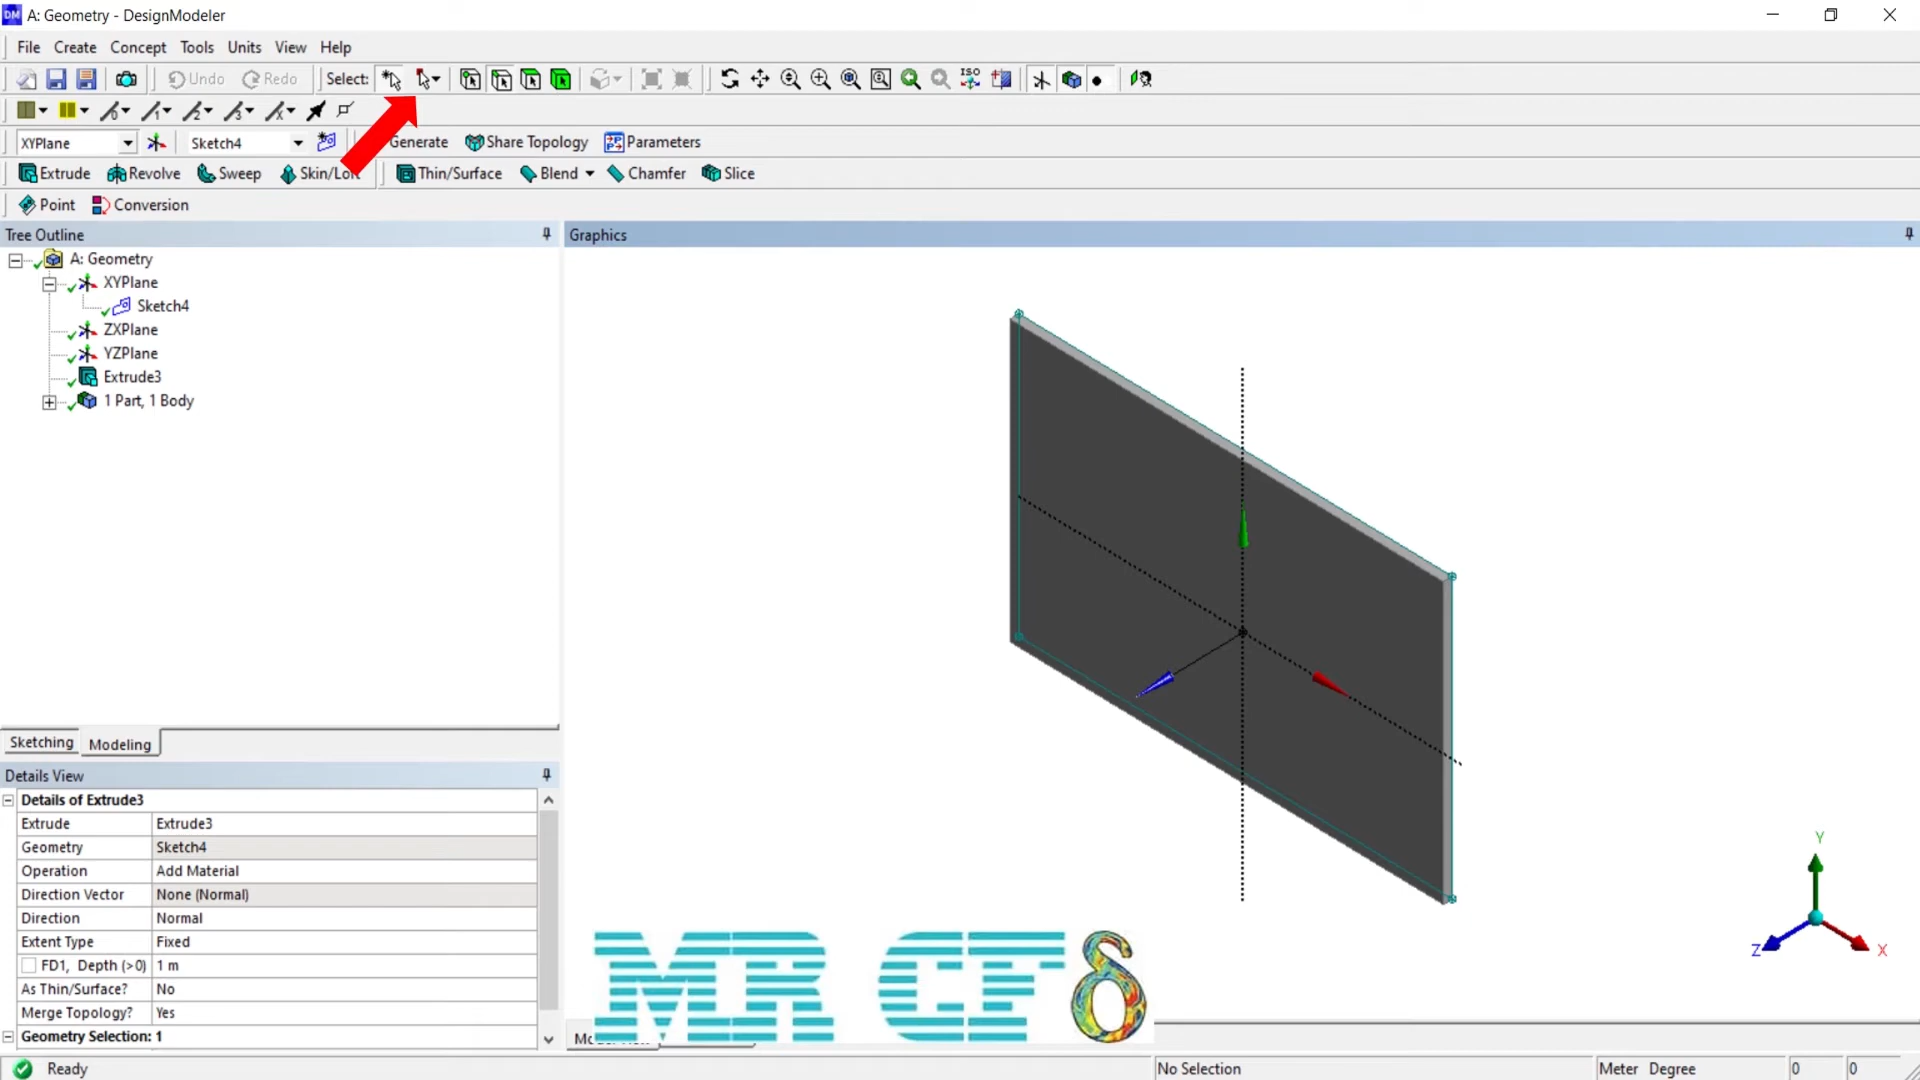 A: Geometry - DesignModeler
File Create Concept Tools Units View Help
Undo Redo Select: ISO
XYPlane Sketch4 Generate Share Topology Parameters
Extrude Revolve Sweep Skin/Loft Thin/Surface Blend Chamfer Slice
Point Conversion
Tree Outline
Graphics
A: Geometry
XYPlane
Sketch4
ZXPlane
YZPlane
Extrude3
1 Part, 1 Body
Sketching Modeling
Details View
Details of Extrude3
Extrude Extrude3
Geometry Sketch4
Operation Add Material
Direction Vector None (Normal)
Direction Normal
Extent Type Fixed
FD1, Depth (>0) 1 m
As Thin/Surface? No
Merge Topology? Yes
Geometry Selection: 1
Y
Z X
MR CFδ
Ready No Selection Meter Degree 0 0